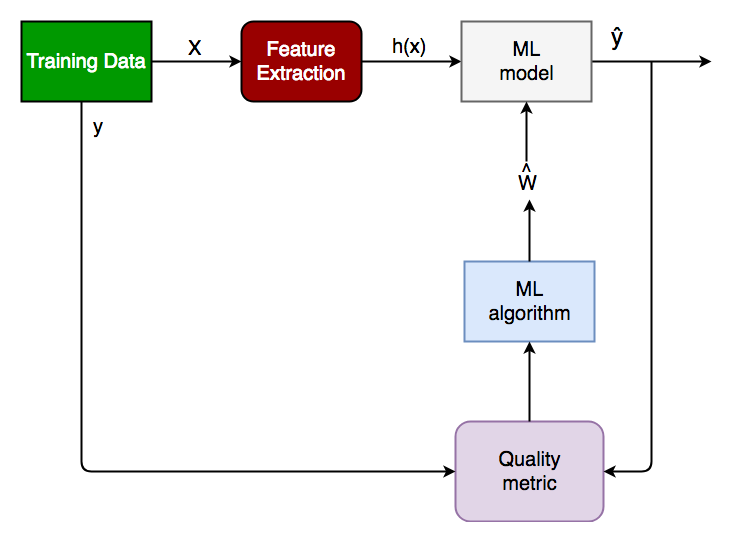 Training Data
X
Feature
Extraction
h(x)
ML
model
ŷ
y
ŵ
ML
algorithm
Quality
metric